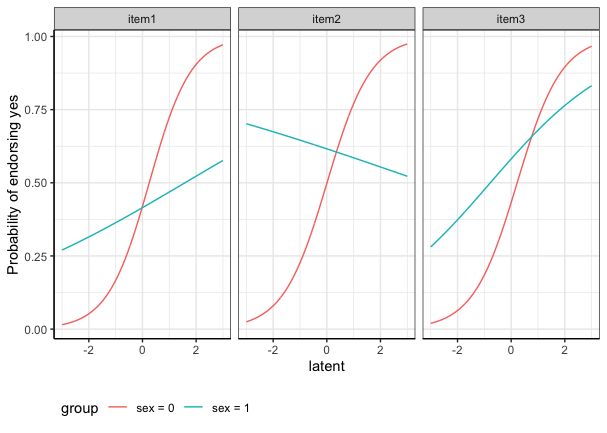 item1 item2 item3
Probability of endorsing yes
1.00
0.75
0.50
0.25
0.00
-2 0 2 -2 0 2 -2 0 2
latent
group sex = 0 sex = 1